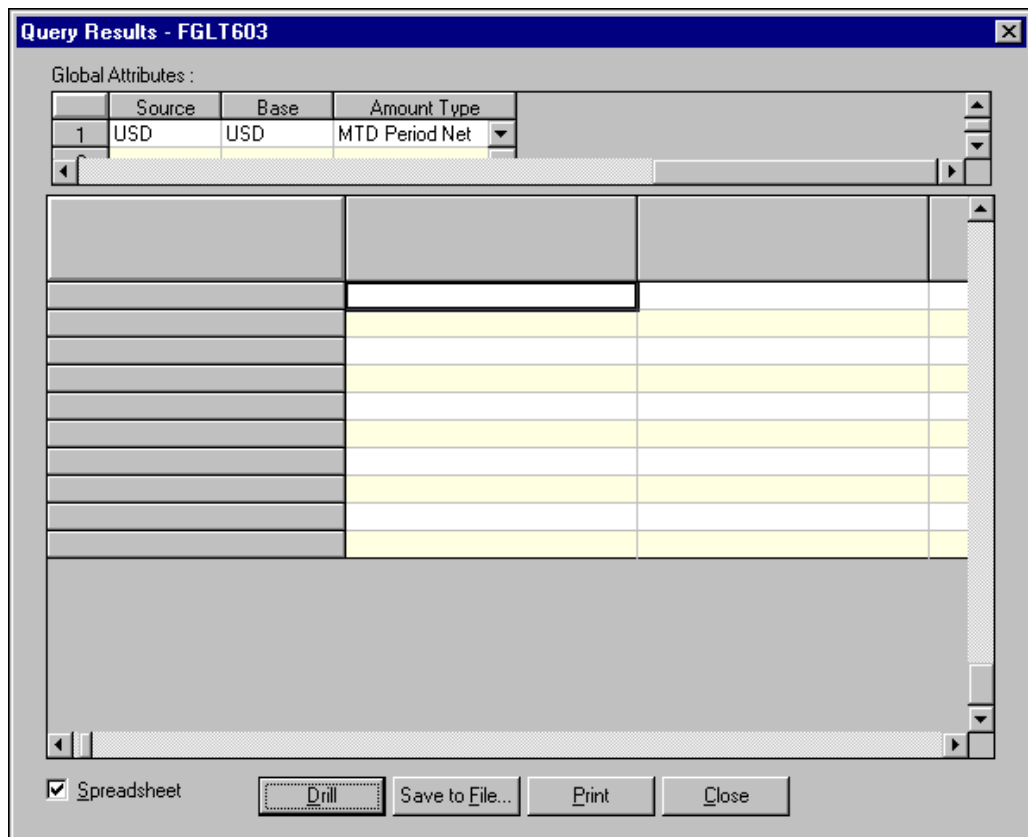 Query Results - FGLT603
Global Attributes :
Source Base Amount Type
1 USD USD MTD Period Net
Spreadsheet Drill Save to File... Print Close